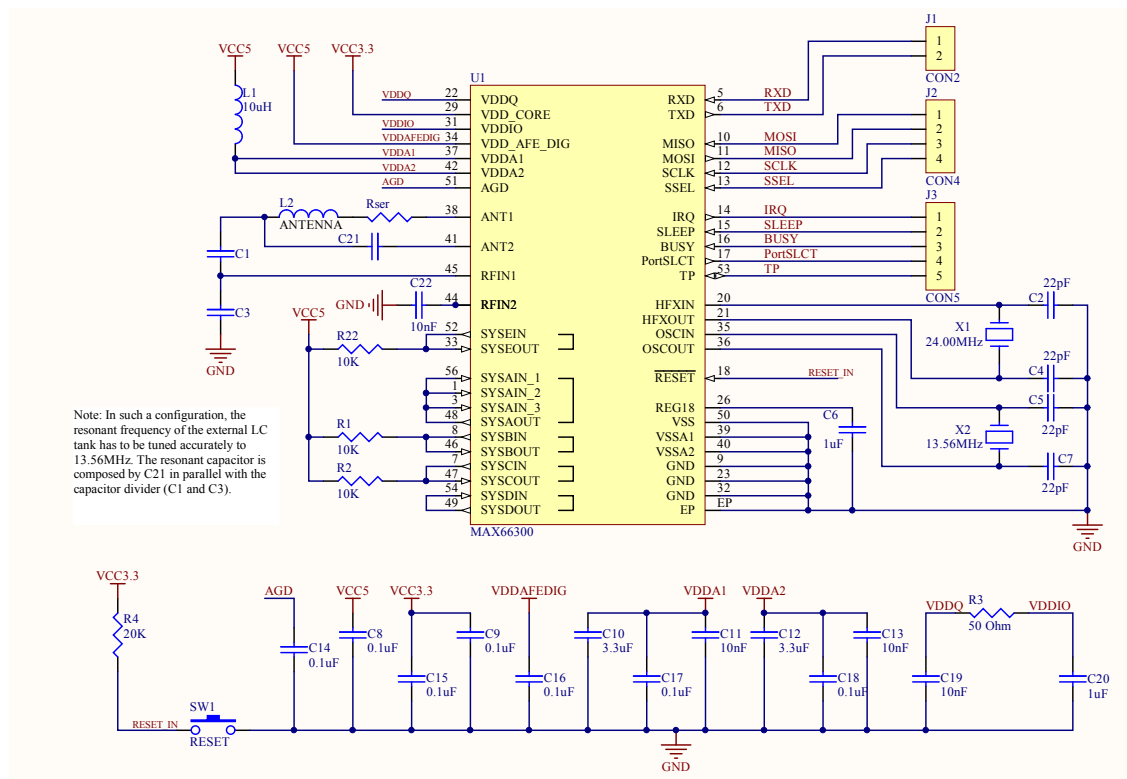 J1
VCC5
VCC5
VCC3.3
1
2
CON2
L1
10uH
U1
VDDQ 22 VDDQ
29 VDD_CORE
VDDIO 31 VDDIO
VDDAFEDIG 34 VDD_AFE_DIG
VDDA1 37 VDDA1
VDDA2 42 VDDA2
AGD 51 AGD
RXD 5 RXD
TXD 6 TXD
MISO 10 MOSI
MOSI 11 MISO
SCLK 12 SCLK
SSEL 13 SSEL
J2
1
2
3
4
CON4
L2
ANTENNA
Rser
38 ANT1
C21
41 ANT2
C1
45 RFIN1
IRQ 14 IRQ
SLEEP 15 SLEEP
BUSY 16 BUSY
PortSLCT 17 PortSLCT
TP 53 TP
J3
1
2
3
4
5
CON5
C3
GND
GND
C22
10nF
44 RFIN2
VCC5
R22
10K
52 SYSEIN
33 SYSEOUT
56 SYSAIN_1
1 SYSAIN_2
3 SYSAIN_3
48 SYSAOUT
R1
10K
8 SYSBIN
46 SYSBOUT
R2
10K
7 SYSCIN
47 SYSCOUT
54 SYSDIN
49 SYSDOUT
HFXIN 20
HFXOUT 21
OSCIN 35
OSCOUT 36
RESET 18 RESET_IN
REG18 26
VSS 50
VSSA1 39
VSSA2 40
GND 9
GND 23
GND 32
EP EP
MAX66300
22pF
C2
X1
24.00MHz
22pF
C4
C5
22pF
X2
13.56MHz
C7
22pF
C6
1uF
GND
Note: In such a configuration, the
resonant frequency of the external LC
tank has to be tuned accurately to
13.56MHz. The resonant capacitor is
composed by C21 in parallel with the
capacitor divider (C1 and C3).
VCC3.3
R4
20K
RESET_IN
SW1
RESET
AGD
C14
0.1uF
VCC5
C8
0.1uF
VCC3.3
C15
0.1uF
C9
0.1uF
VDDAFEDIG
C16
0.1uF
C10
3.3uF
C17
0.1uF
VDDA1
C11
10nF
VDDA2
C12
3.3uF
C18
0.1uF
C13
10nF
VDDQ
R3
50 Ohm
VDDIO
C19
10nF
C20
1uF
GND